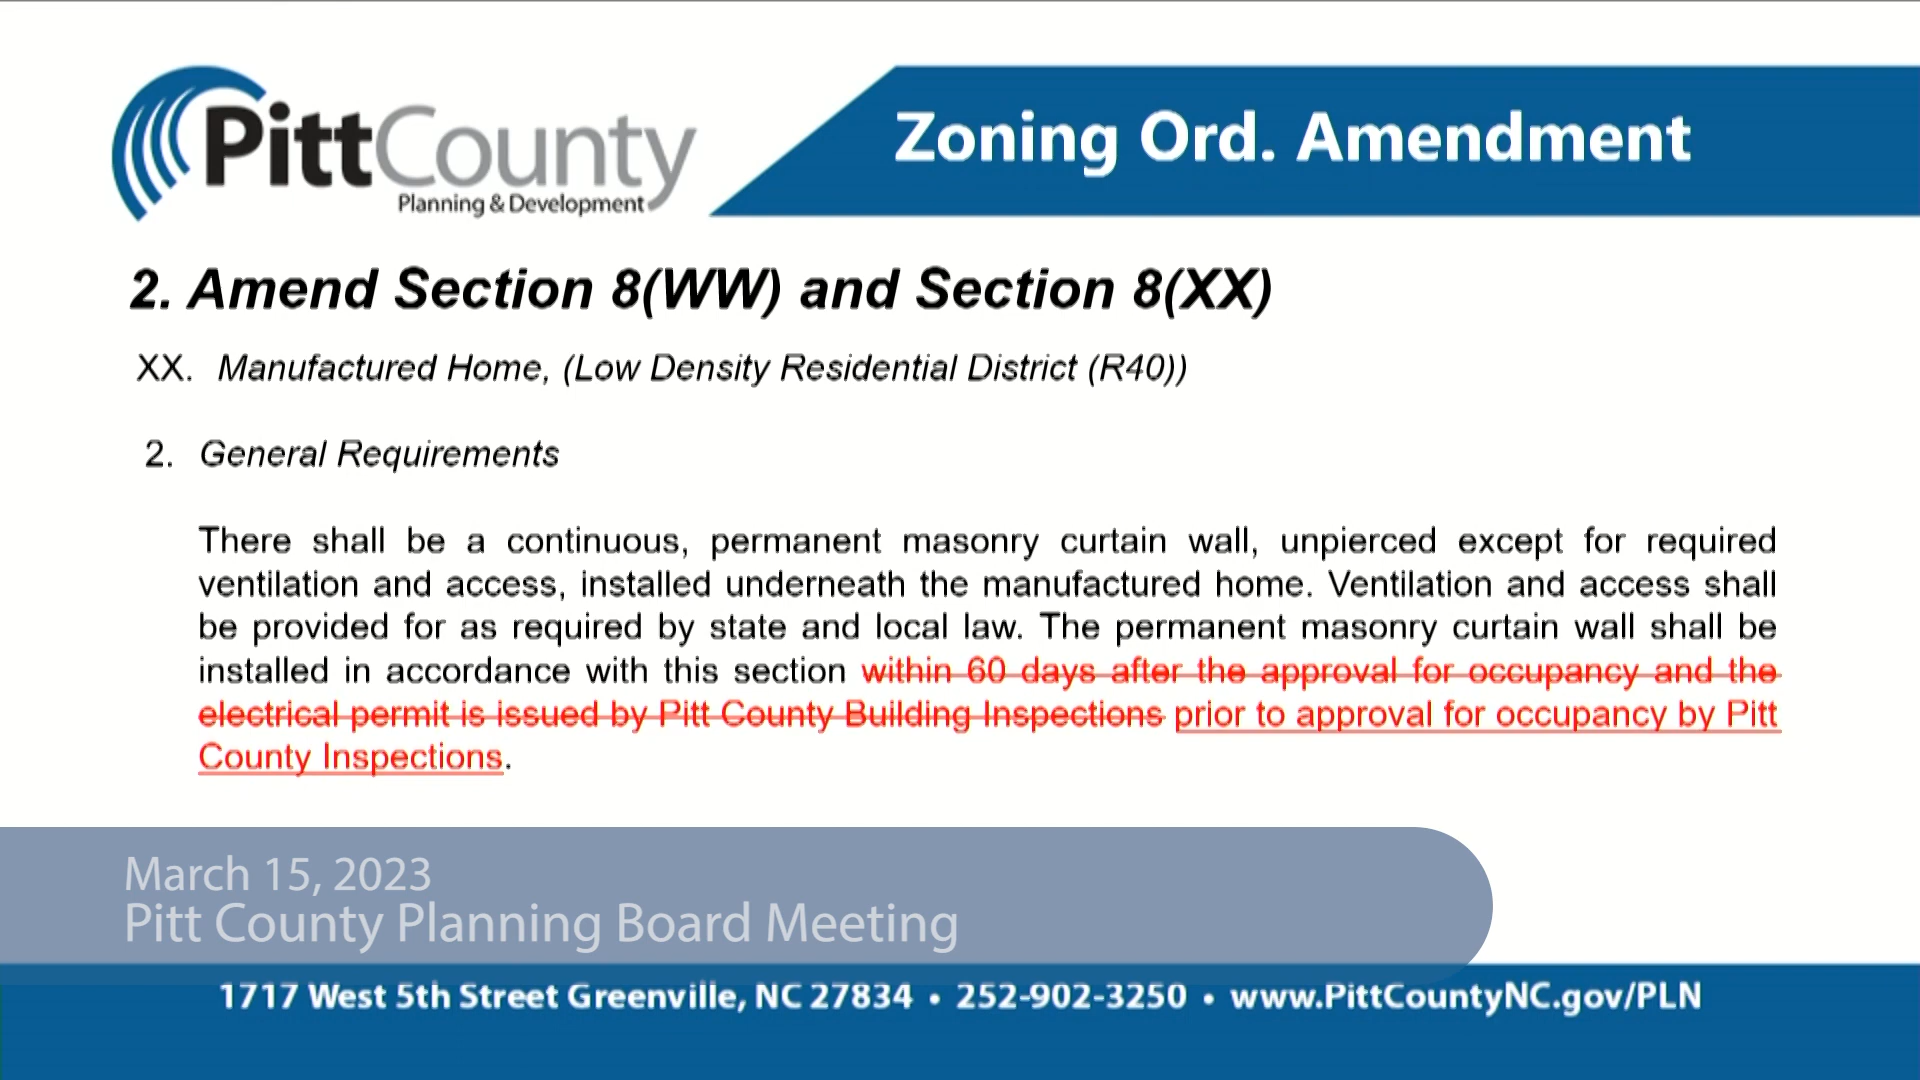 PittCounty
Planning & Development
Zoning Ord. Amendment
2. Amend Section 8(WW) and Section 8(XX)
XX. Manufactured Home, (Low Density Residential District (R40))
2. General Requirements
There shall be a continuous, permanent masonry curtain wall, unpierced except for required
ventilation and access, installed underneath the manufactured home. Ventilation and access shall
be provided for as required by state and local law. The permanent masonry curtain wall shall be
installed in accordance with this section within 60 days after the approval for occupancy and the
electrical permit is issued by Pitt County Building Inspections prior to approval for occupancy by Pitt
County Inspections.
March 15, 2023
Pitt County Planning Board Meeting
1717 West 5th Street Greenville, NC 27834 • 252-902-3250 • www.PittCountyNC.gov/PLN